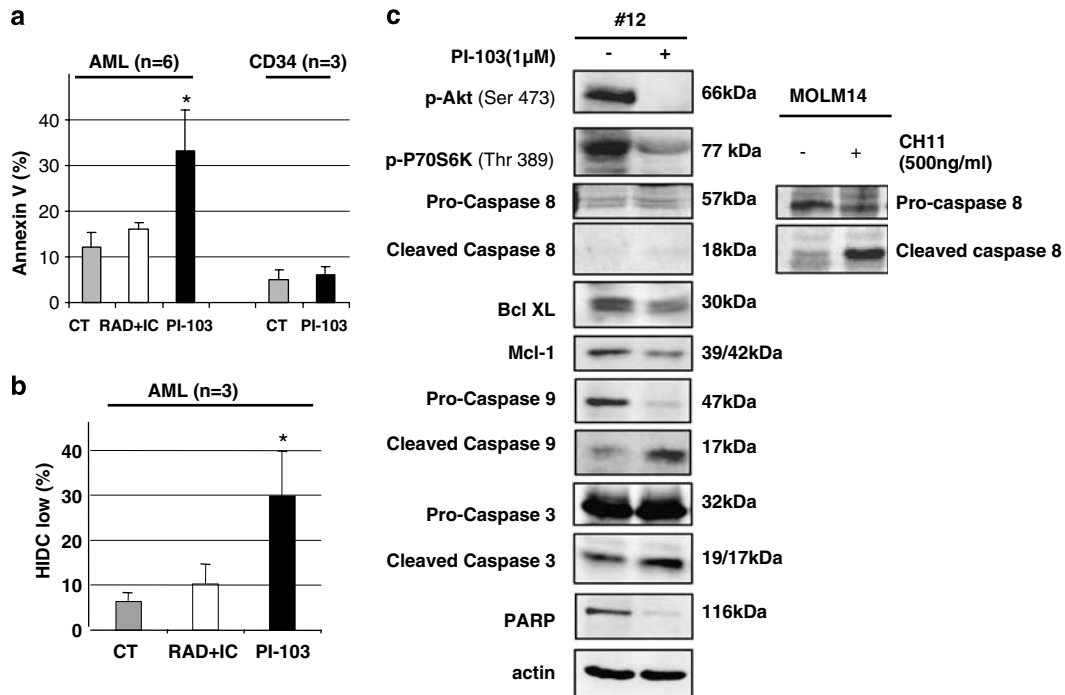 a
AML (n=6)
CD34 (n=3)
*
Annexin V (%)
40
30
20
10
0
CT RAD+IC PI-103
CT PI-103
b
AML (n=3)
*
HIDC low (%)
40
30
20
10
0
CT RAD+IC PI-103
c
#12
PI-103(1µM) - +
p-Akt (Ser 473) 66kDa
p-P70S6K (Thr 389) 77 kDa
Pro-Caspase 8 57kDa
Cleaved Caspase 8 18kDa
Bcl XL 30kDa
Mcl-1 39/42kDa
Pro-Caspase 9 47kDa
Cleaved Caspase 9 17kDa
Pro-Caspase 3 32kDa
Cleaved Caspase 3 19/17kDa
PARP 116kDa
actin
MOLM14
- + CH11
(500ng/ml)
Pro-caspase 8
Cleaved caspase 8